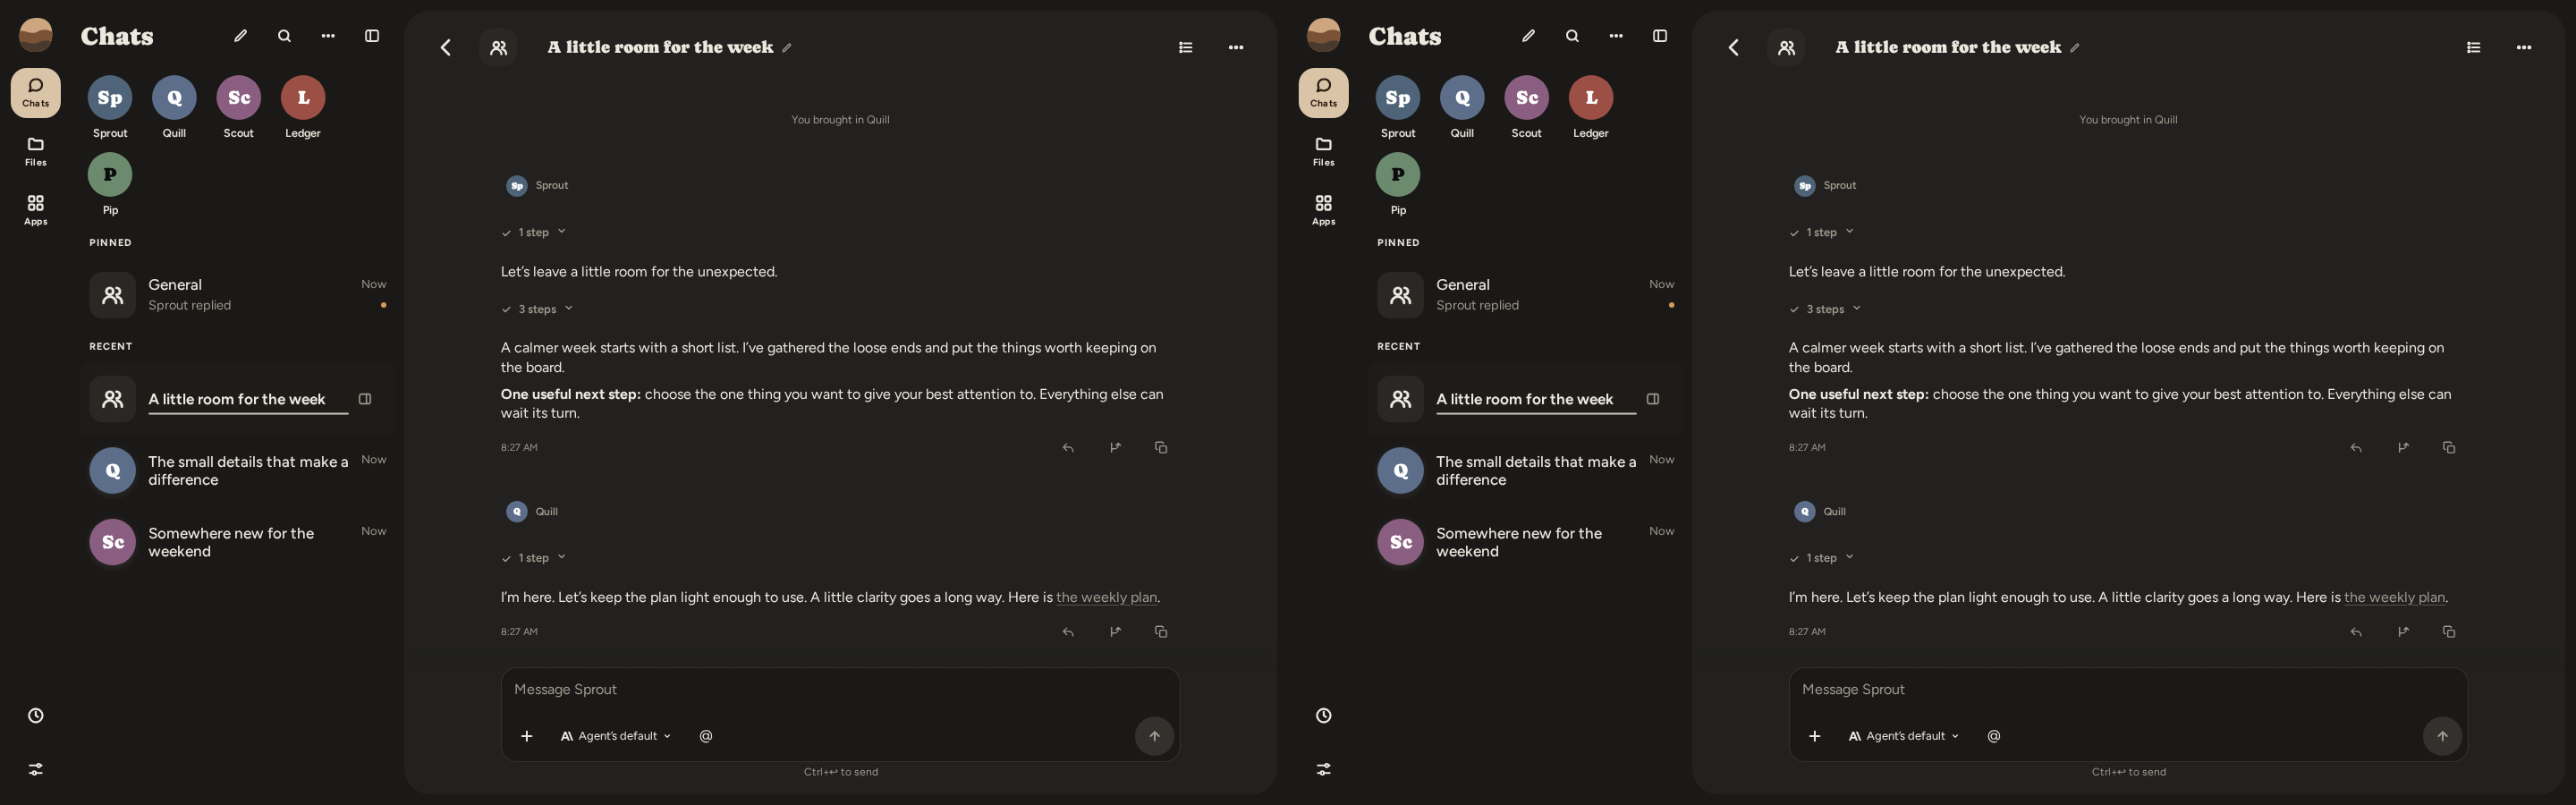 Chats
Chats
Files
Apps
Sp
Q
Sc
L
Sprout
Quill
Scout
Ledger
P
Pip
PINNED
General
Now
Sprout replied
RECENT
A little room for the week
Q
The small details that make a
difference
Now
Sc
Somewhere new for the
weekend
Now
A little room for the week
You brought in Quill
Sp
Sprout
1 step
Let's leave a little room for the unexpected.
3 steps
A calmer week starts with a short list. I've gathered the loose ends and put the things worth keeping on
the board.
One useful next step: choose the one thing you want to give your best attention to. Everything else can
wait its turn.
8:27 AM
Q
Quill
1 step
I'm here. Let's keep the plan light enough to use. A little clarity goes a long way. Here is the weekly plan.
8:27 AM
Message Sprout
Agent's default
@
Ctrl+↩ to send
Chats
Chats
Files
Apps
Sp
Q
Sc
L
Sprout
Quill
Scout
Ledger
P
Pip
PINNED
General
Now
Sprout replied
RECENT
A little room for the week
Q
The small details that make a
difference
Now
Sc
Somewhere new for the
weekend
Now
A little room for the week
You brought in Quill
Sp
Sprout
1 step
Let's leave a little room for the unexpected.
3 steps
A calmer week starts with a short list. I've gathered the loose ends and put the things worth keeping on
the board.
One useful next step: choose the one thing you want to give your best attention to. Everything else can
wait its turn.
8:27 AM
Q
Quill
1 step
I'm here. Let's keep the plan light enough to use. A little clarity goes a long way. Here is the weekly plan.
8:27 AM
Message Sprout
Agent's default
@
Ctrl+↩ to send